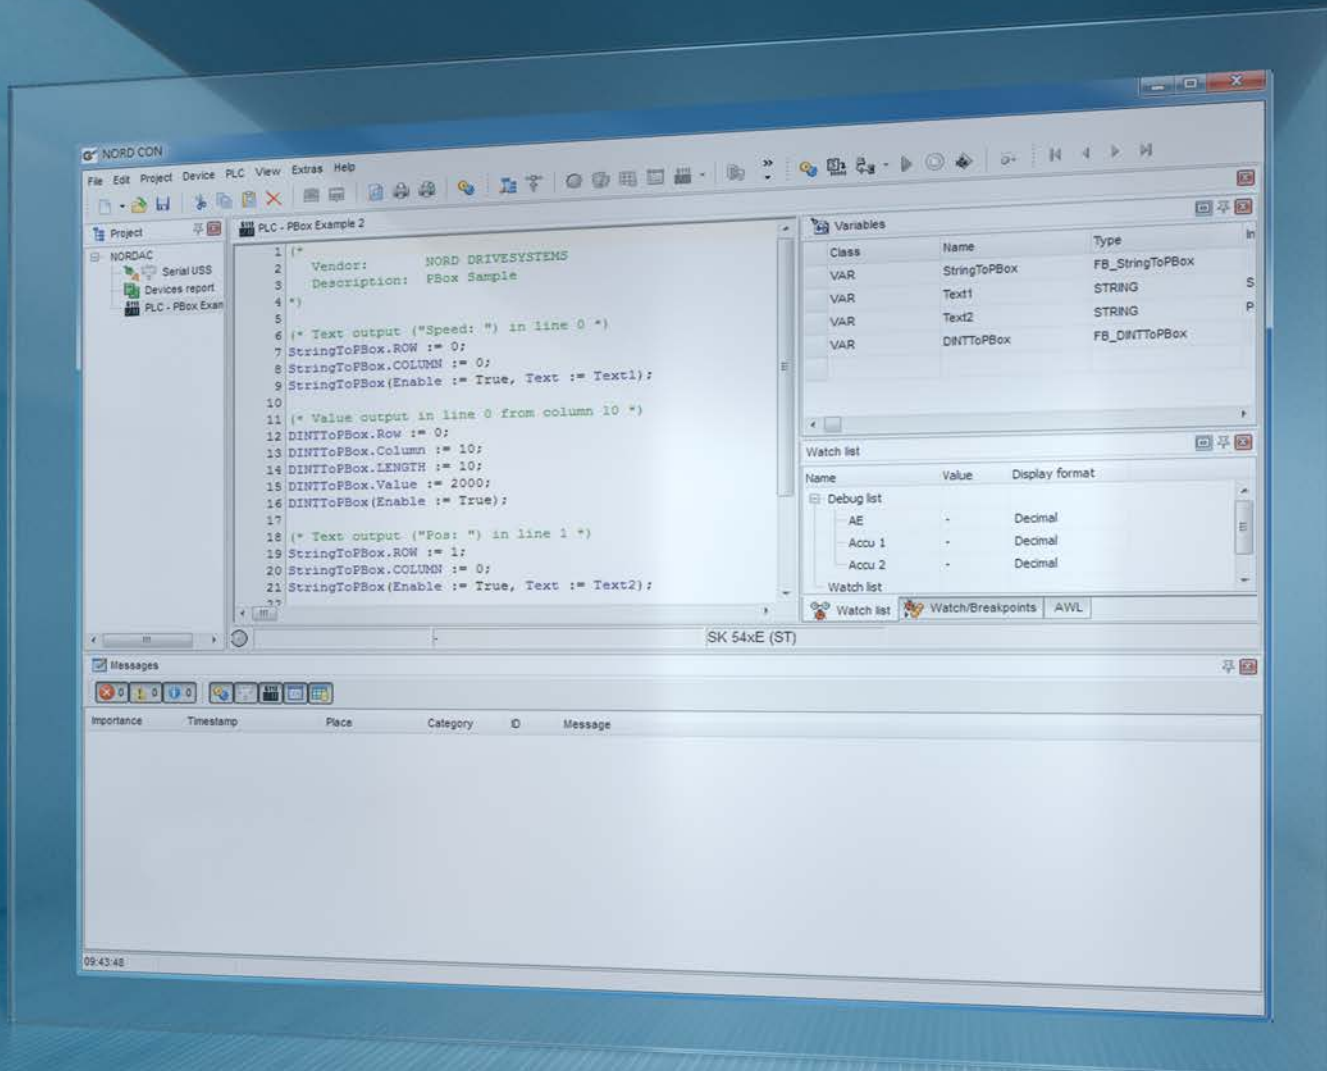 NORD CON
File Edit Project Device PLC View Extras Help
Project
NORDAC
Serial USS
Devices report
PLC - PBox Exam
PLC - PBox Example 2
1 (*
2 Vendor: NORD DRIVESYSTEMS
3 Description: PBox Sample
4 *)
5
6 (* Text output ("Speed: ") in line 0 *)
7 StringToPBox.ROW := 0;
8 StringToPBox.COLUMN := 0;
9 StringToPBox(Enable := True, Text := Text1);
10
11 (* Value output in line 0 from column 10 *)
12 DINTToPBox.Row := 0;
13 DINTToPBox.Column := 10;
14 DINTToPBox.LENGTH := 10;
15 DINTToPBox.Value := 2000;
16 DINTToPBox(Enable := True);
17
18 (* Text output ("Pos: ") in line 1 *)
19 StringToPBox.ROW := 1;
20 StringToPBox.COLUMN := 0;
21 StringToPBox(Enable := True, Text := Text2);
22
Variables
Class Name Type In
VAR StringToPBox FB_StringToPBox
VAR Text1 STRING S
VAR Text2 STRING P
VAR DINTToPBox FB_DINTToPBox
Watch list
Name Value Display format
Debug list
AE - Decimal
Accu 1 - Decimal
Accu 2 - Decimal
Watch list
Watch list Watch/Breakpoints AWL
- SK 54xE (ST)
Messages
0 0 0
Importance Timestamp Place Category ID Message
09:43:48